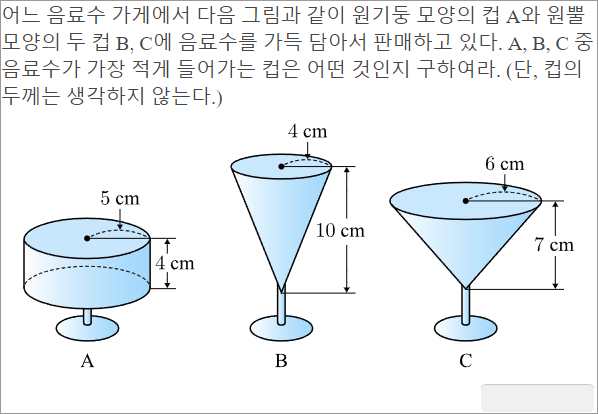 어느 음료수 가게에서 다음 그림과 같이 원기둥 모양의 컵 A와 원뿔
모양의 두 컵 B, C에 음료수를 가득 담아서 판매하고 있다. A, B, C 중
음료수가 가장 적게 들어가는 컵은 어떤 것인지 구하여라. (단, 컵의
두께는 생각하지 않는다.)
4 cm
6 cm
5 cm
10 cm
7 cm
4 cm
A
B
C